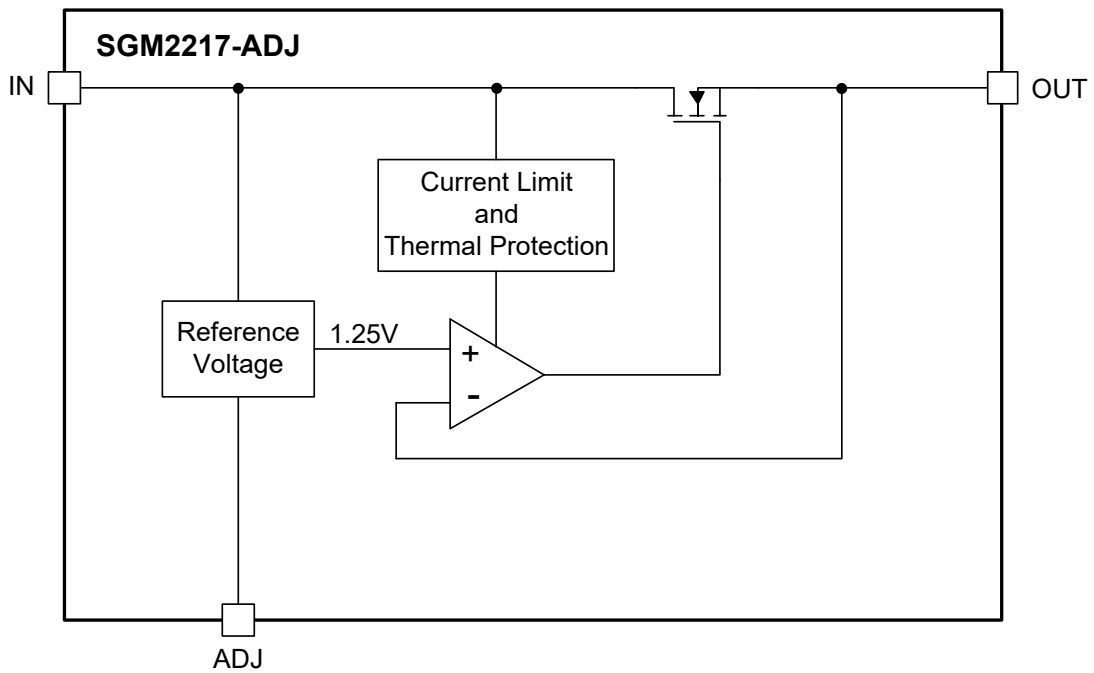 SGM2217-ADJ
IN
OUT
Current Limit
and
Thermal Protection
Reference
Voltage
1.25V
+
-
ADJ